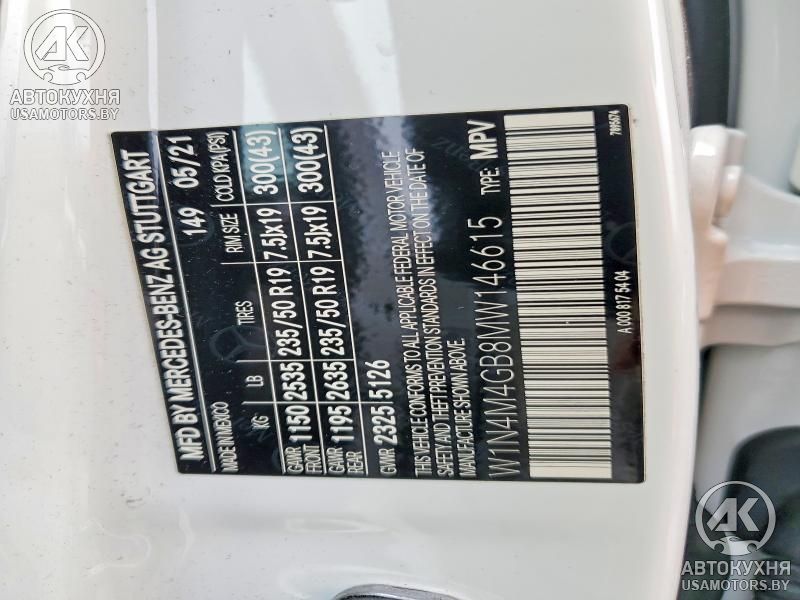 AK
АВТОКУХНЯ
USAMOTORS.BY
MFD BY MERCEDES-BENZ AG STUTTGART
MADE IN MEXICO 149 05/21
KG LB TIRES RIM SIZE COLD KPA(PSI)
GAWR FRONT 1150 2535 235/50 R19 7.5Jx19 300(43)
GAWR REAR 1195 2635 235/50 R19 7.5Jx19 300(43)
GVWR 2325 5126
THIS VEHICLE CONFORMS TO ALL APPLICABLE FEDERAL MOTOR VEHICLE
SAFETY AND THEFT PREVENTION STANDARDS IN EFFECT ON THE DATE OF
MANUFACTURE SHOWN ABOVE.
W1N4M4GB8MW146615 TYPE: MPV
A 000 817 54 04 7895674
AK
АВТОКУХНЯ
USAMOTORS.BY